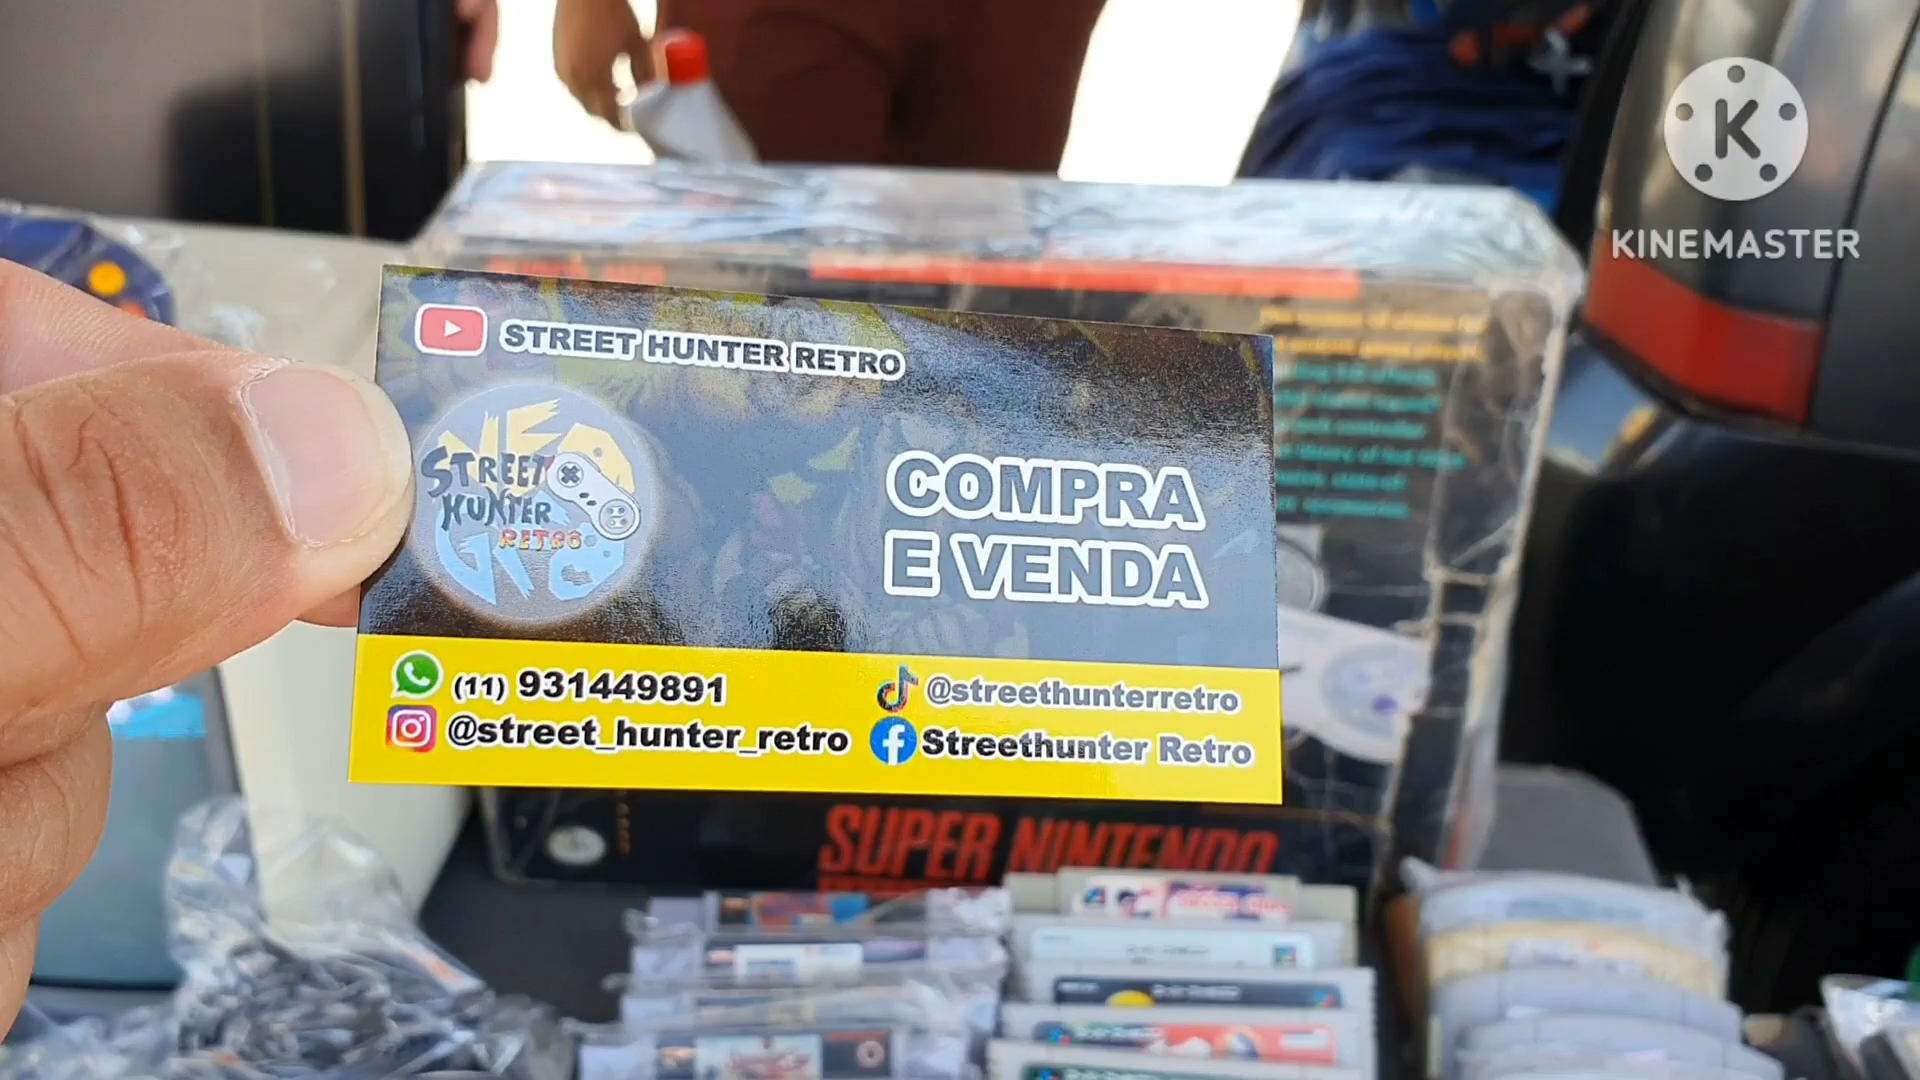 KINEMASTER
STREET HUNTER RETRO
STREET
HUNTER
RETRO
COMPRA
E VENDA
(11) 931449891
@streethunterretro
@street_hunter_retro
Streethunter Retro
SUPER NINTENDO